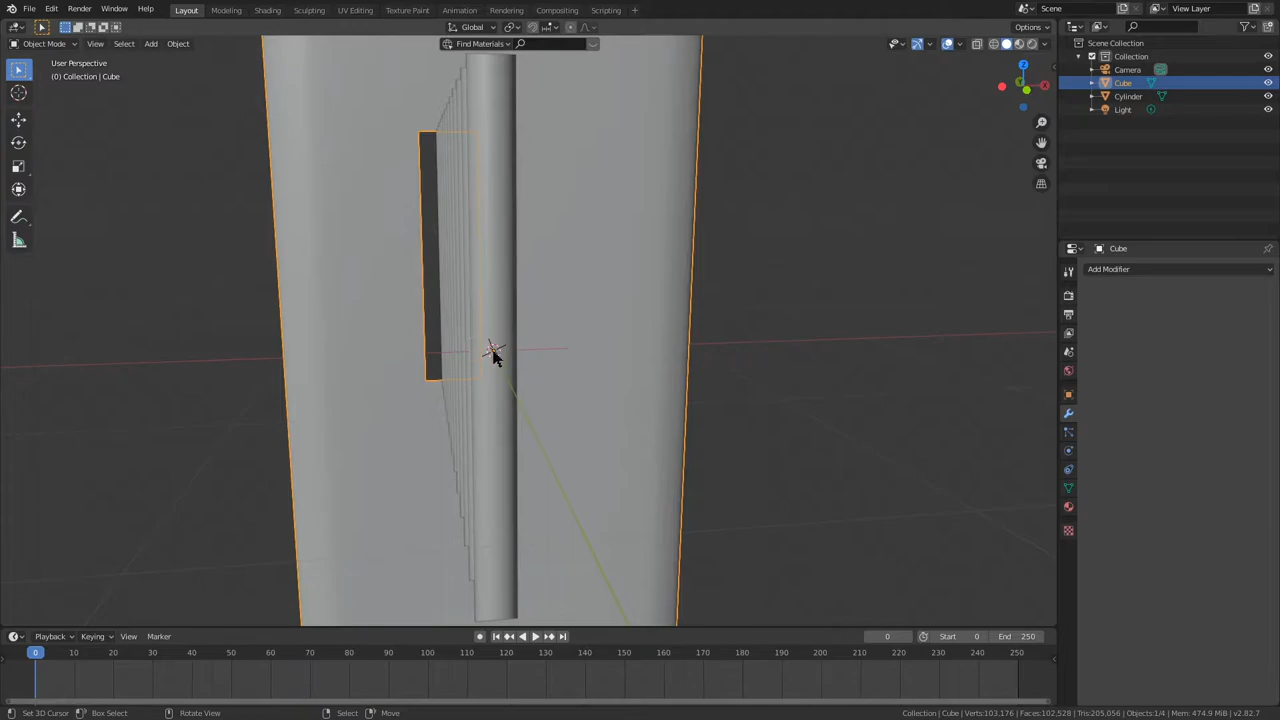 File Edit Render Window Help Layout Modeling Shading Sculpting UV Editing Texture Paint Animation Rendering Compositing Scripting + Scene View Layer
Global Options
Object Mode View Select Add Object Find Materials
User Perspective
(0) Collection | Cube
Z
X
Y
Scene Collection
Collection
Camera
Cube
Cylinder
Light
Cube
Add Modifier
Playback Keying View Marker 0 Start 0 End 250
0 10 20 30 40 50 60 70 80 90 100 110 120 130 140 150 160 170 180 190 200 210 220 230 240 250
Set 3D Cursor Box Select Rotate View Select Move Collection | Cube | Verts:103,176 | Faces:102,528 | Tris:205,056 | Objects:1/4 | Mem: 474.9 MiB | v2.82.7